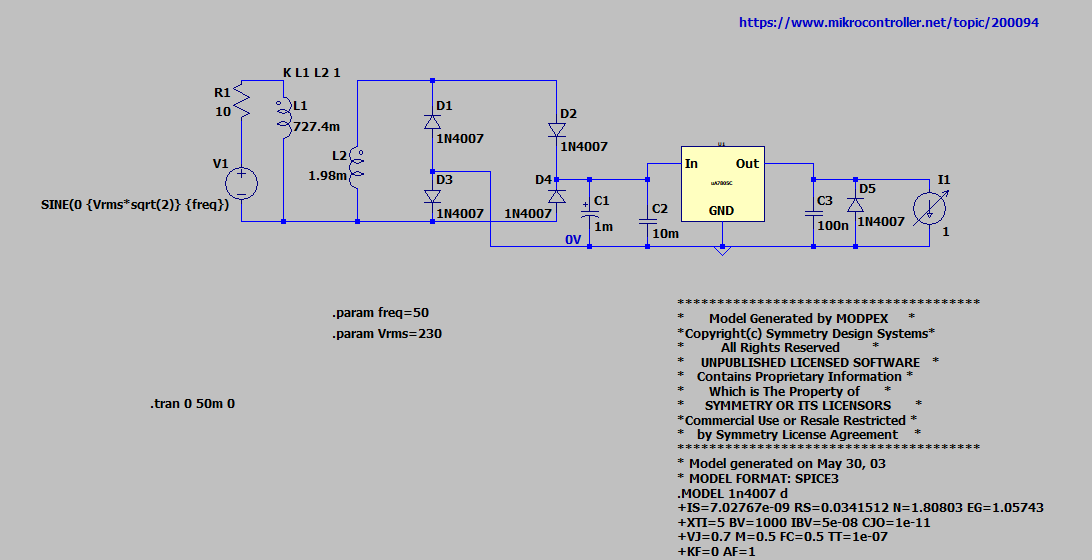 https://www.mikrocontroller.net/topic/200094
K L1 L2 1
R1
10
L1
727.4m
V1
SINE(0 {Vrms*sqrt(2)} {freq})
L2
1.98m
D1
1N4007
D2
1N4007
D3
1N4007
D4
1N4007
C1
1m
C2
10m
U1
In Out
uA7805C
GND
C3
100n
D5
1N4007
I1
1
0V
.param freq=50
.param Vrms=230
.tran 0 50m 0
**************************************
* Model Generated by MODPEX *
*Copyright(c) Symmetry Design Systems*
* All Rights Reserved *
* UNPUBLISHED LICENSED SOFTWARE *
* Contains Proprietary Information *
* Which is The Property of *
* SYMMETRY OR ITS LICENSORS *
*Commercial Use or Resale Restricted *
* by Symmetry License Agreement *
**************************************
* Model generated on May 30, 03
* MODEL FORMAT: SPICE3
.MODEL 1n4007 d
+IS=7.02767e-09 RS=0.0341512 N=1.80803 EG=1.05743
+XTI=5 BV=1000 IBV=5e-08 CJO=1e-11
+VJ=0.7 M=0.5 FC=0.5 TT=1e-07
+KF=0 AF=1